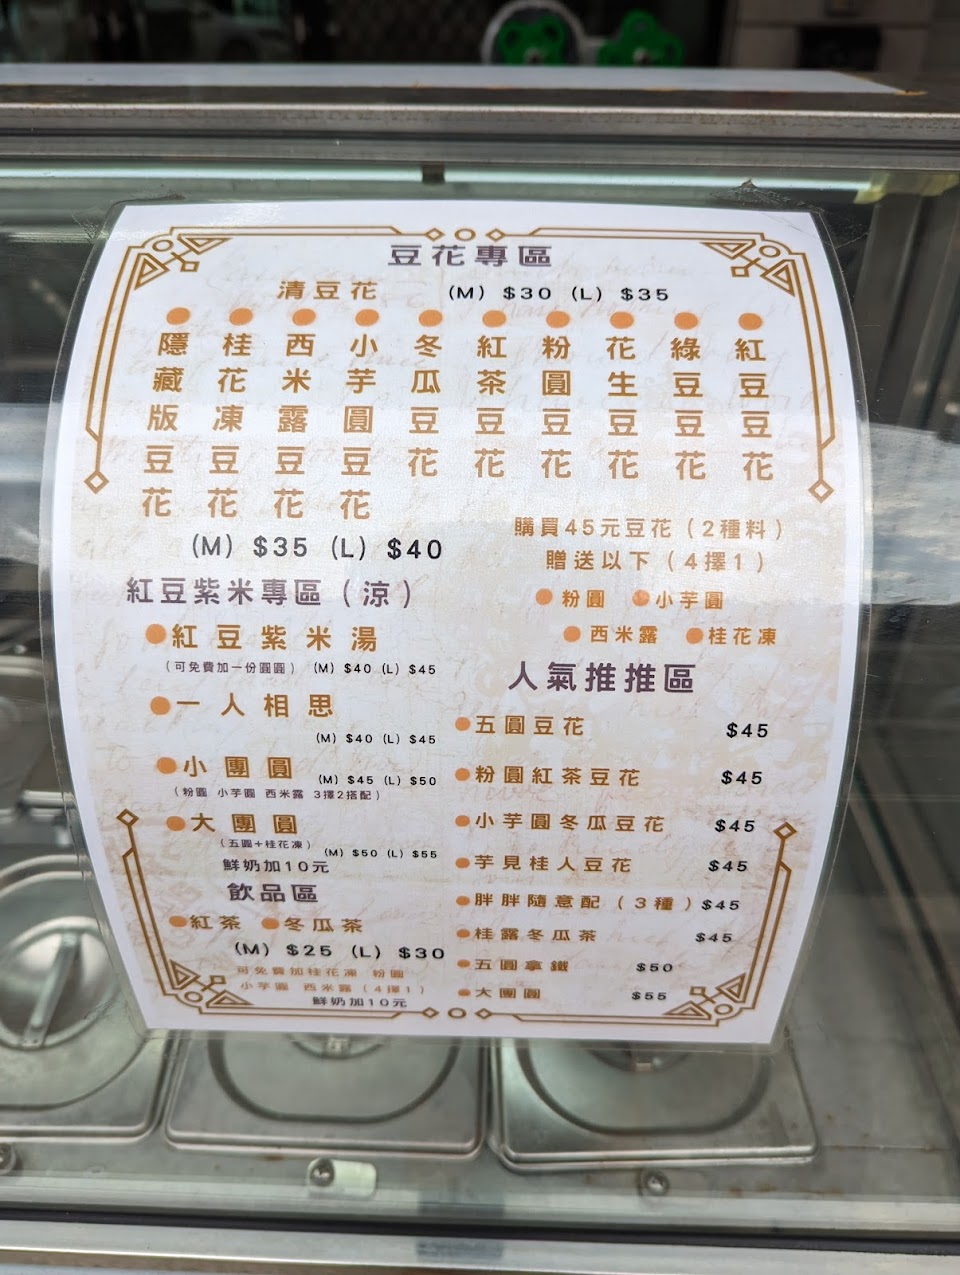 豆花專區
清豆花 (M) $30 (L) $35
紅豆豆花
綠豆豆花
花生豆花
粉圓豆花
紅茶豆花
冬瓜豆花
小芋圓豆花
西米露豆花
桂花凍豆花
隱藏版豆花
(M) $35 (L) $40
紅豆紫米專區(涼)
紅豆紫米湯
(可免費加一份圓圓) (M) $40 (L) $45
一人相思
(M) $40 (L) $45
小團圓 (M) $45 (L) $50
(粉圓 小芋圓 西米露 3擇2搭配)
大團圓
(五圓+桂花凍) (M) $50 (L) $55
鮮奶加10元
飲品區
紅茶 冬瓜茶
(M) $25 (L) $30
可免費加桂花凍 粉圓
小芋圓 西米露(4擇1)
鮮奶加10元
購買45元豆花(2種料)
贈送以下(4擇1)
粉圓 小芋圓
西米露 桂花凍
人氣推推區
五圓豆花 $45
粉圓紅茶豆花 $45
小芋圓冬瓜豆花 $45
芋見桂人豆花 $45
胖胖隨意配(3種) $45
桂露冬瓜茶 $45
五圓拿鐵 $50
大團圓 $55